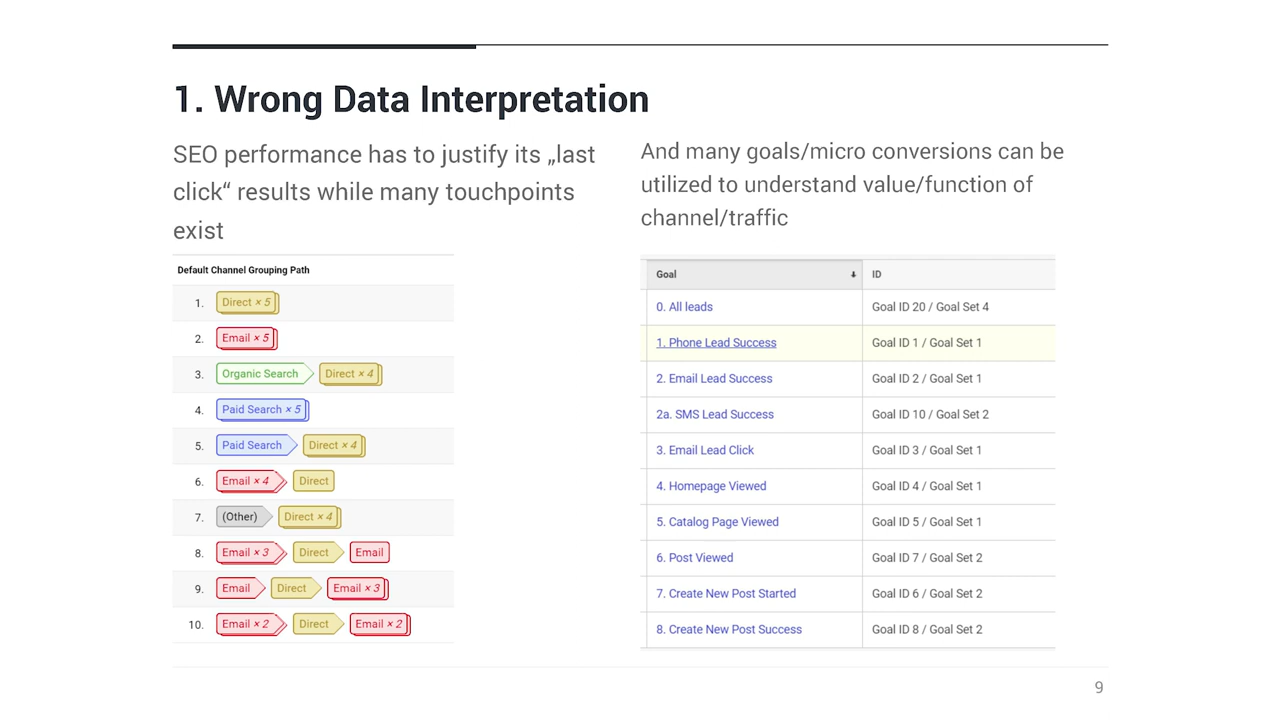 1. Wrong Data Interpretation
SEO performance has to justify its „last
click“ results while many touchpoints
exist
Default Channel Grouping Path
1. Direct × 5
2. Email × 5
3. Organic Search Direct × 4
4. Paid Search × 5
5. Paid Search Direct × 4
6. Email × 4 Direct
7. (Other) Direct × 4
8. Email × 3 Direct Email
9. Email Direct Email × 3
10. Email × 2 Direct Email × 2
And many goals/micro conversions can be
utilized to understand value/function of
channel/traffic
Goal ID
0. All leads Goal ID 20 / Goal Set 4
1. Phone Lead Success Goal ID 1 / Goal Set 1
2. Email Lead Success Goal ID 2 / Goal Set 1
2a. SMS Lead Success Goal ID 10 / Goal Set 2
3. Email Lead Click Goal ID 3 / Goal Set 1
4. Homepage Viewed Goal ID 4 / Goal Set 1
5. Catalog Page Viewed Goal ID 5 / Goal Set 1
6. Post Viewed Goal ID 7 / Goal Set 2
7. Create New Post Started Goal ID 6 / Goal Set 2
8. Create New Post Success Goal ID 8 / Goal Set 2
9